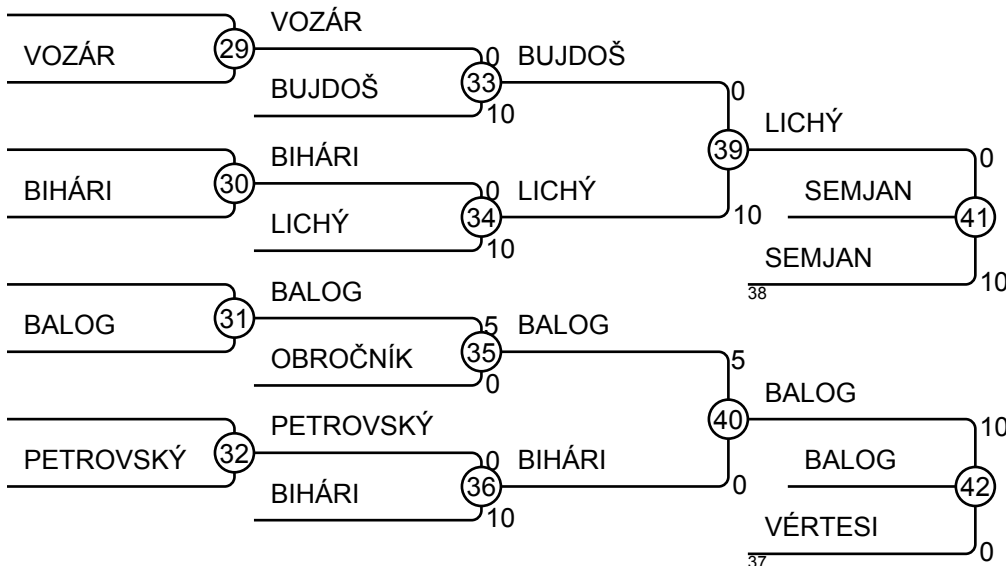 VOZÁR
VOZÁR
29
0
BUJDOŠ
BUJDOŠ
33
10
0
LICHÝ
BIHÁRI
BIHÁRI
30
0
LICHÝ
LICHÝ
34
10
39
10
0
SEMJAN
41
SEMJAN
38
10
BALOG
BALOG
31
5
BALOG
OBROČNÍK
35
0
5
BALOG
PETROVSKÝ
PETROVSKÝ
32
0
BIHÁRI
BIHÁRI
36
10
40
0
10
BALOG
42
VÉRTESI
37
0